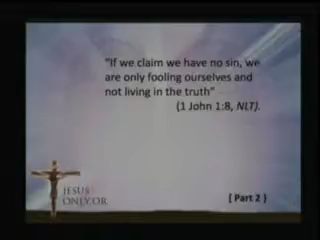 “If we claim we have no sin, we
are only fooling ourselves and
not living in the truth”
(1 John 1:8, NLT).
JESUS
ONLY.OR
{ Part 2 }